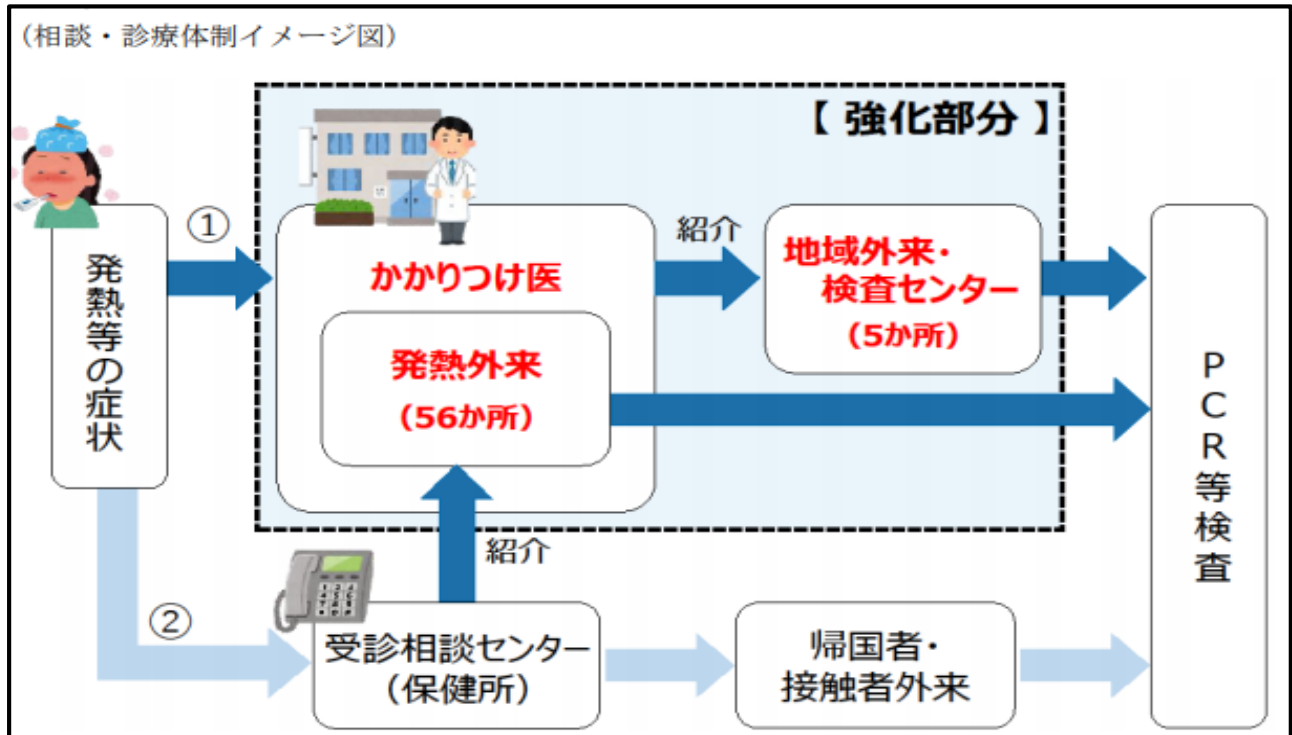 (相談・診療体制イメージ図)
【 強化部分 】
発熱等の症状
①
かかりつけ医
発熱外来
(56か所)
紹介
地域外来・
検査センター
(5か所)
PCR等検査
紹介
②
受診相談センター
(保健所)
帰国者・
接触者外来